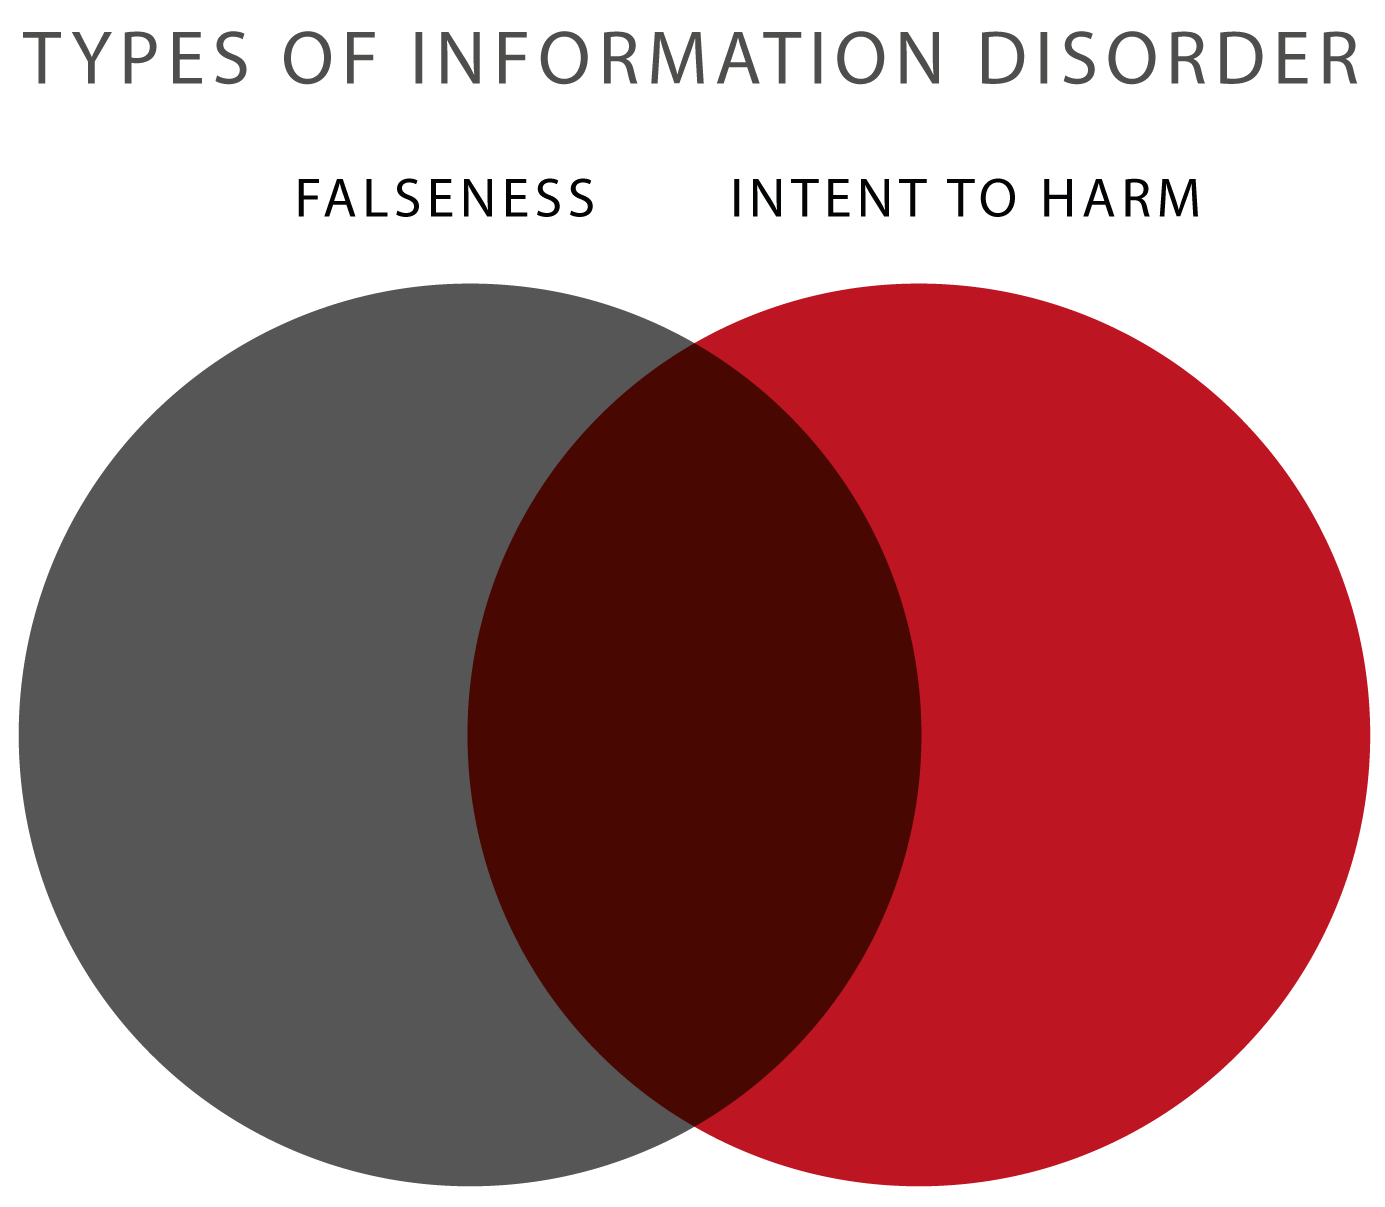 TYPES OF INFORMATION DISORDER
FALSENESS
INTENT TO HARM